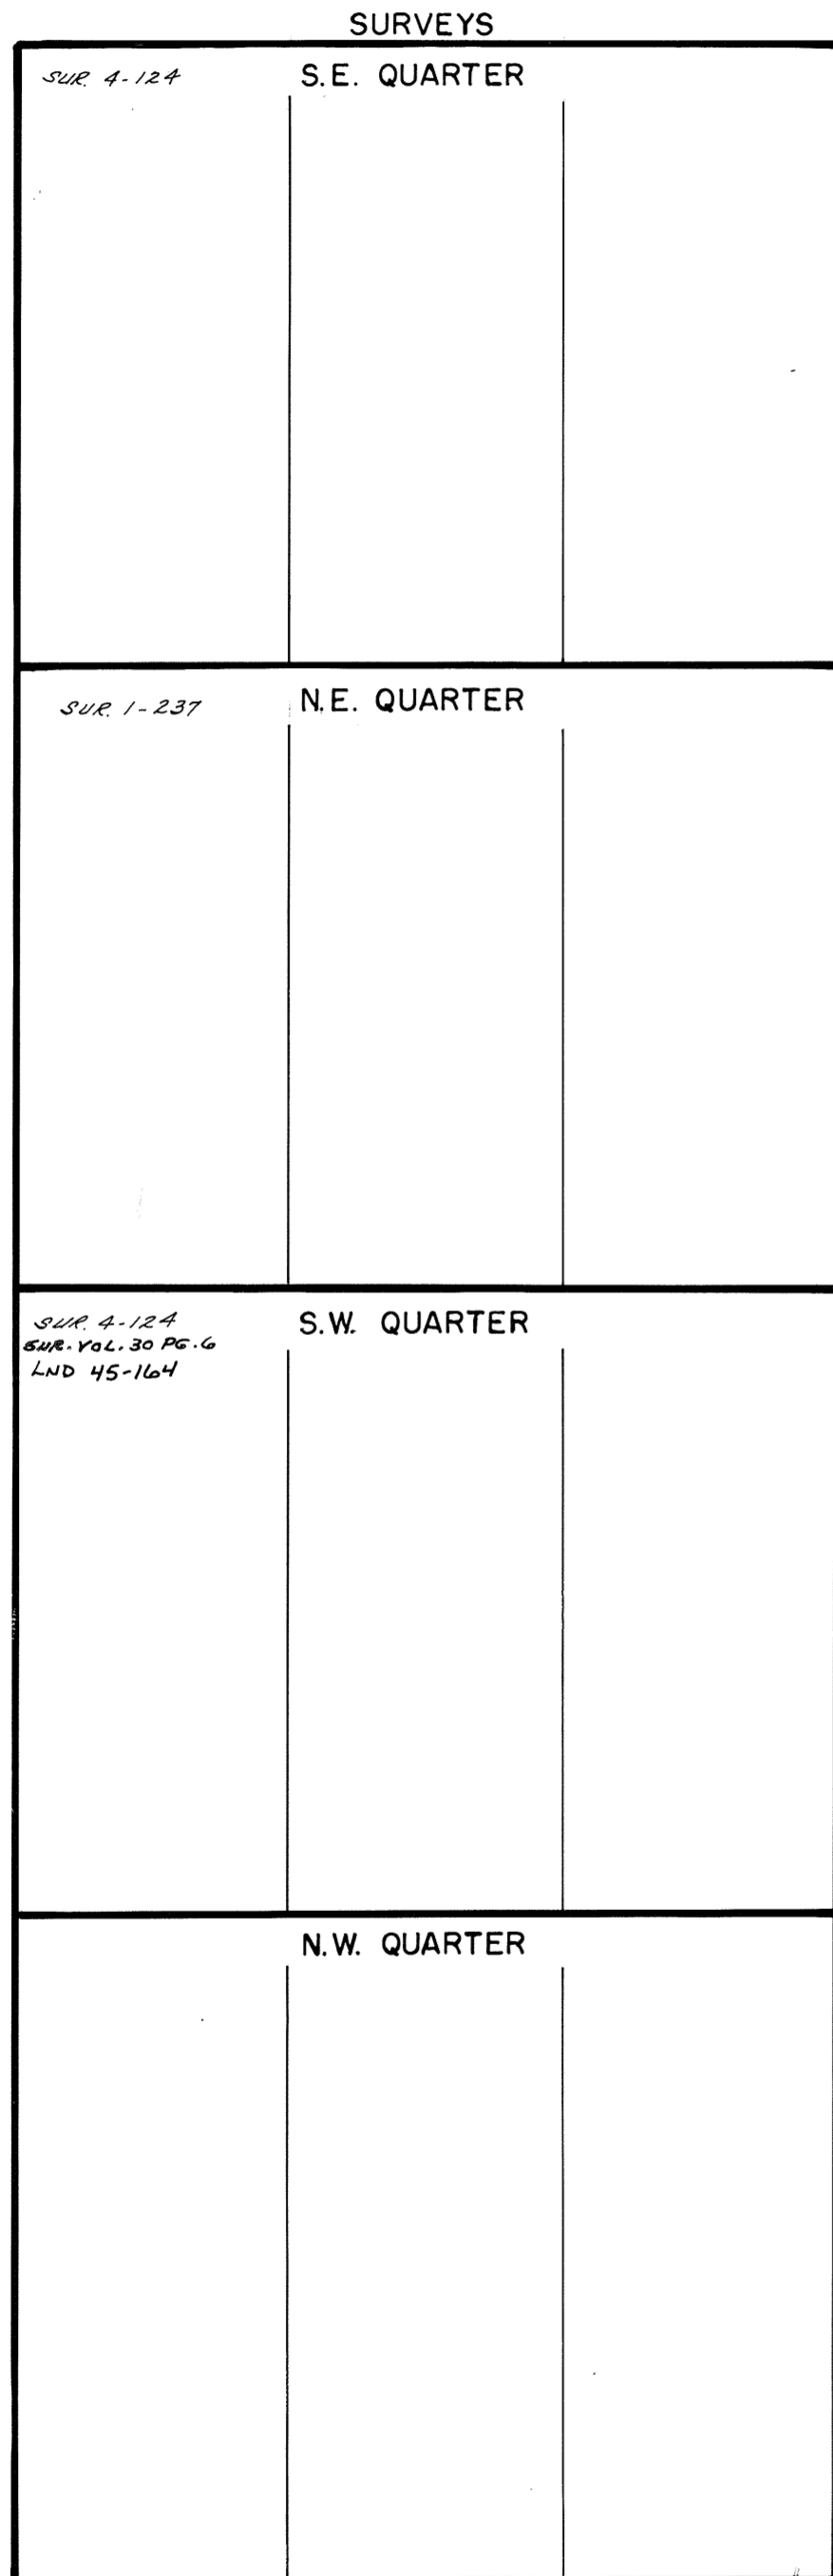 SURVEYS
S.E. QUARTER
SUR. 4-124
N.E. QUARTER
SUR. 1-237
S.W. QUARTER
SUR. 4-124
SUR. VOL. 30 PG. 6
LND 45-164
N.W. QUARTER